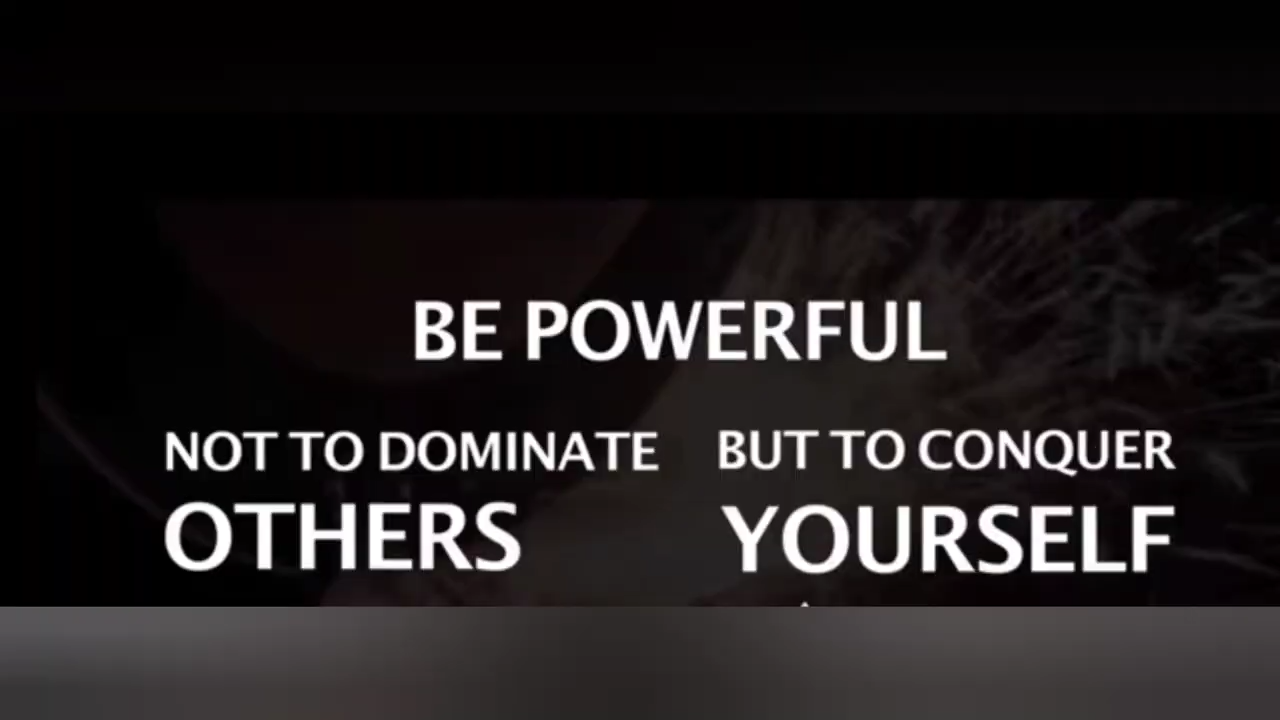 BE POWERFUL
NOT TO DOMINATE
OTHERS
BUT TO CONQUER
YOURSELF